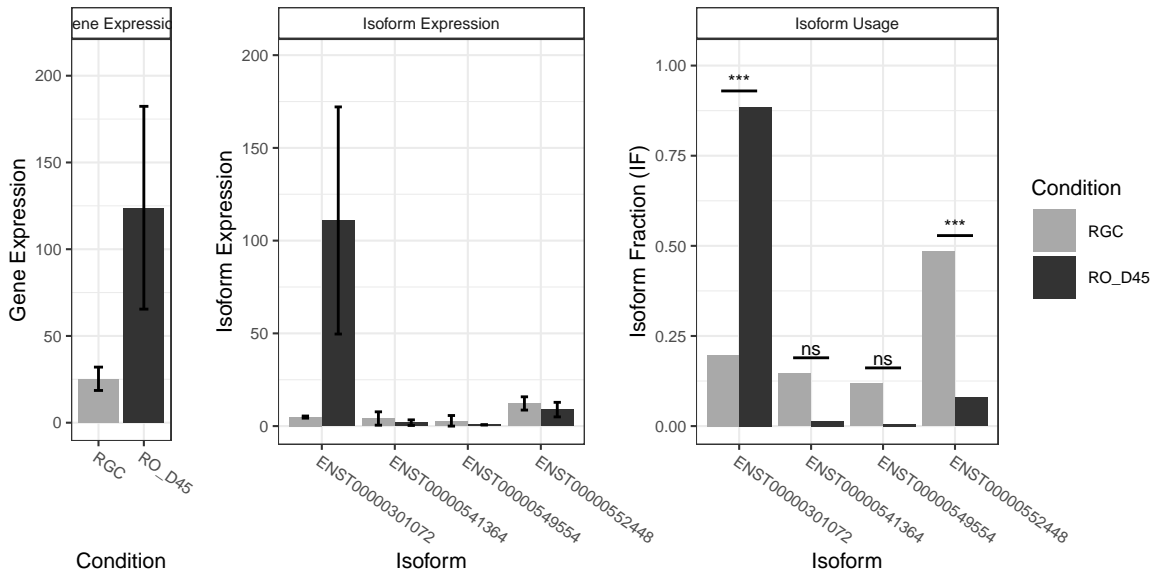 ene Expressio
Gene Expression
200
150
100
50
0
RGC
RO_D45
Condition
Isoform Expression
Isoform Expression
200
150
100
50
0
ENST00000301072
ENST00000541364
ENST00000549554
ENST00000552448
Isoform
Isoform Usage
Isoform Fraction (IF)
1.00
0.75
0.50
0.25
0.00
***
ns
ns
***
ENST00000301072
ENST00000541364
ENST00000549554
ENST00000552448
Isoform
Condition
RGC
RO_D45